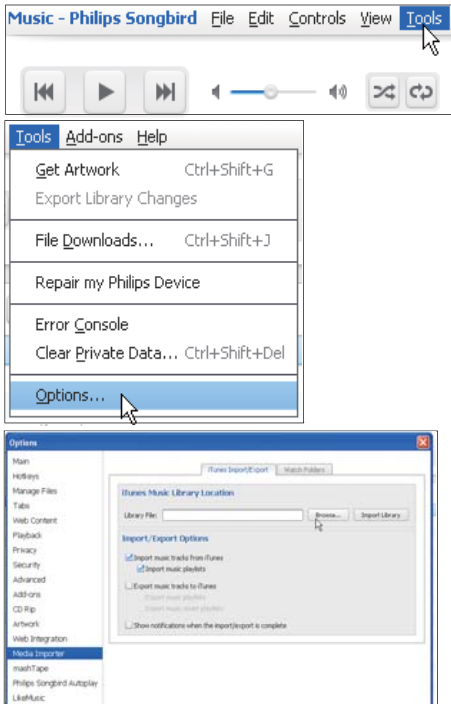 Music - Philips Songbird File Edit Controls View Tools
Tools Add-ons Help
Get Artwork Ctrl+Shift+G
Export Library Changes
File Downloads... Ctrl+Shift+J
Repair my Philips Device
Error Console
Clear Private Data... Ctrl+Shift+Del
Options...
Options
Main
Hotkeys
Manage Files
Tabs
Web Content
Playback
Privacy
Security
Advanced
Add-ons
CD Rip
Artwork
Web Integration
Media Importer
mashTape
Philips Songbird Autoplay
LikeMusic
iTunes Import/Export Watch Folders
iTunes Music Library Location
Library File: Browse... Import Library
Import/Export Options
Import music tracks from iTunes
Import music playlists
Export music tracks to iTunes
Export music playlists
Export music smart playlists
Show notifications when the import/export is complete